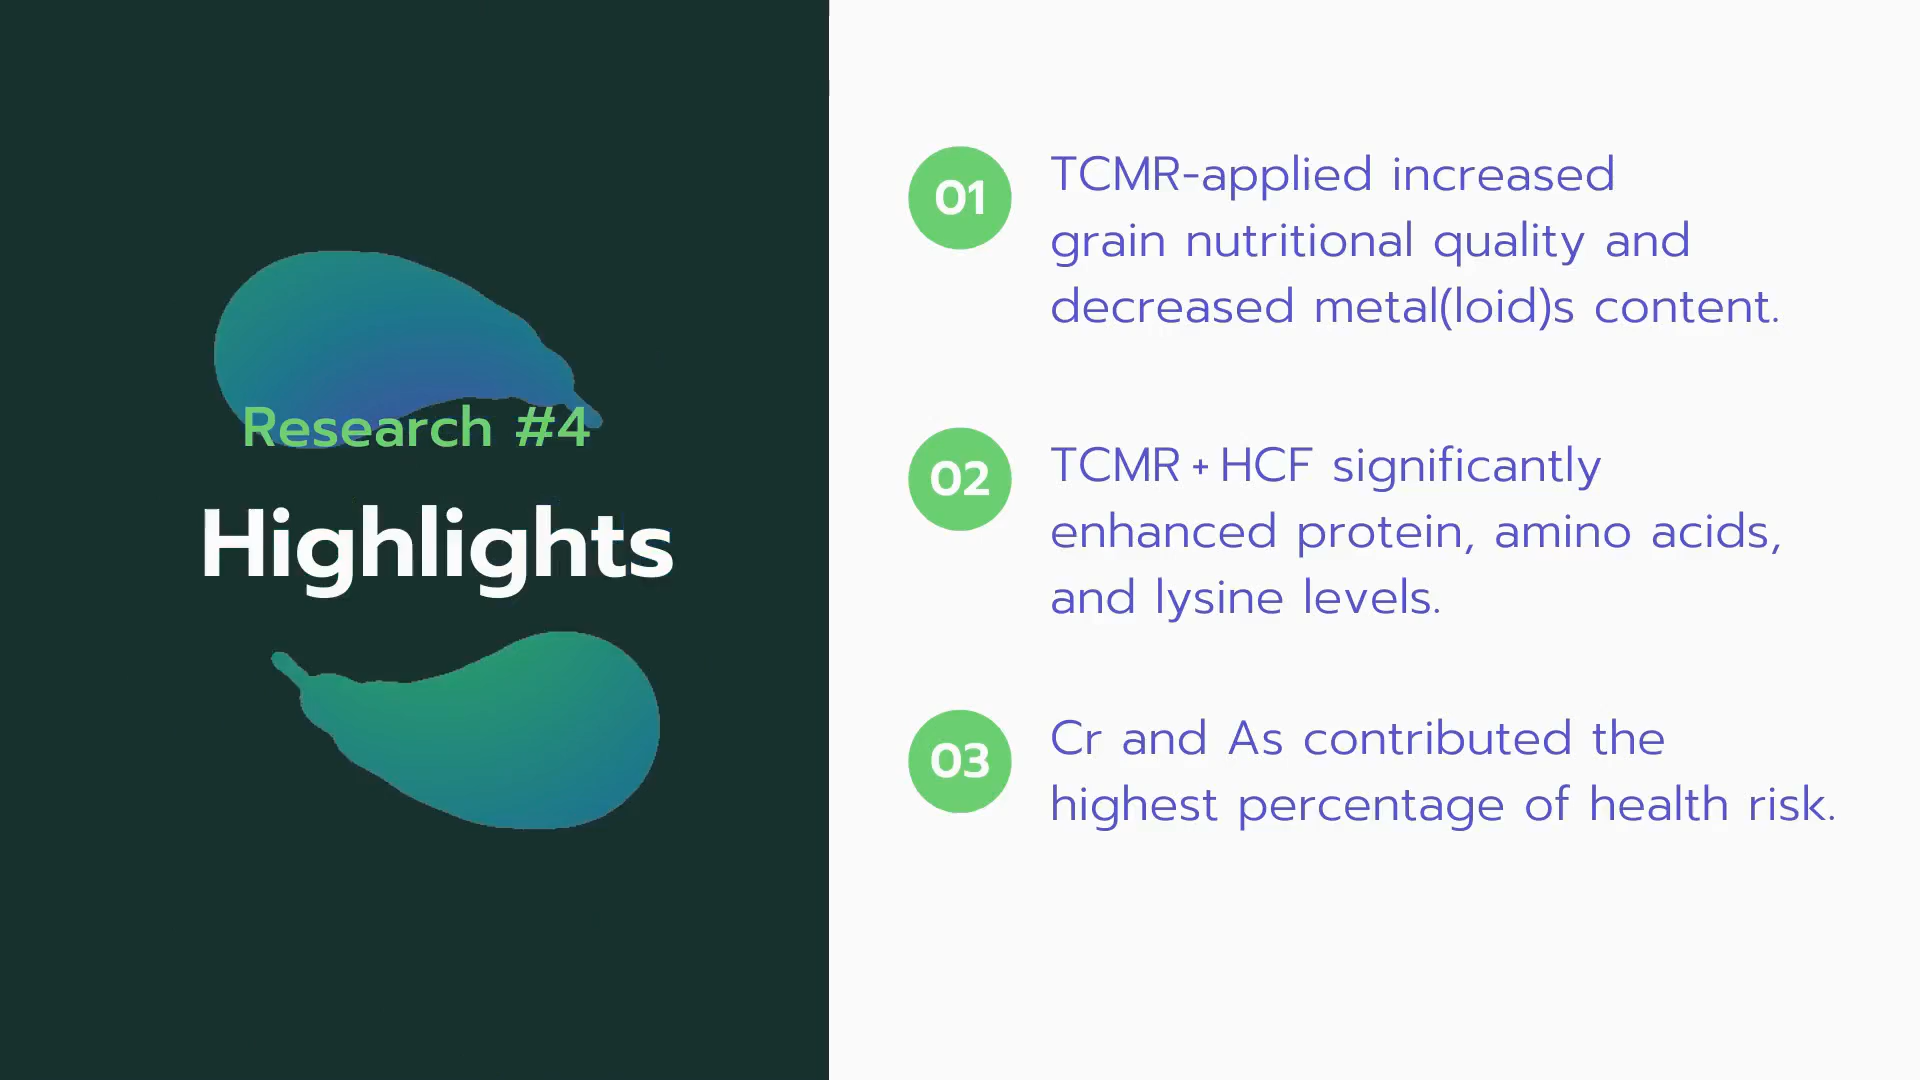 Research #4
Highlights
01
TCMR-applied increased
grain nutritional quality and
decreased metal(loid)s content.
02
TCMR + HCF significantly
enhanced protein, amino acids,
and lysine levels.
03
Cr and As contributed the
highest percentage of health risk.